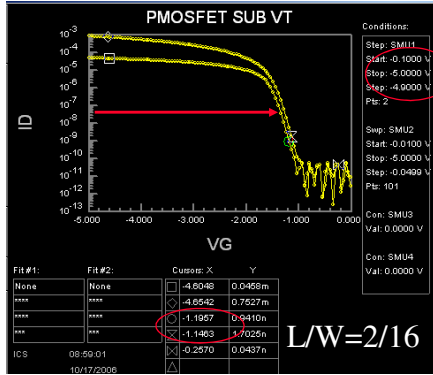 PMOSFET SUB VT
Conditions:
Step: SMU1
Start: -0.1000 V
Stop: -5.0000 V
Step: -4.9000 V
Pts: 2
Swp: SMU2
Start: -0.0100 V
Stop: -5.0000 V
Step: -0.0499 V
Pts: 101
Con: SMU3
Val: 0.0000 V
Con: SMU4
Val: 0.0000 V
ID
10-3
10-4
10-5
10-6
10-7
10-8
10-9
10-10
10-11
10-12
10-13
-5.000 -4.000 -3.000 -2.000 -1.000 0.000
VG
Fit#1: Fit#2: Cursors: X Y
None None -4.6048 0.0458m
**** **** -4.6542 0.7527m
**** **** -1.1957 0.9410n
*** *** -1.1463 1.7025n
-0.2570 0.0437n
ICS 08:59:01
10/17/2006
L/W=2/16